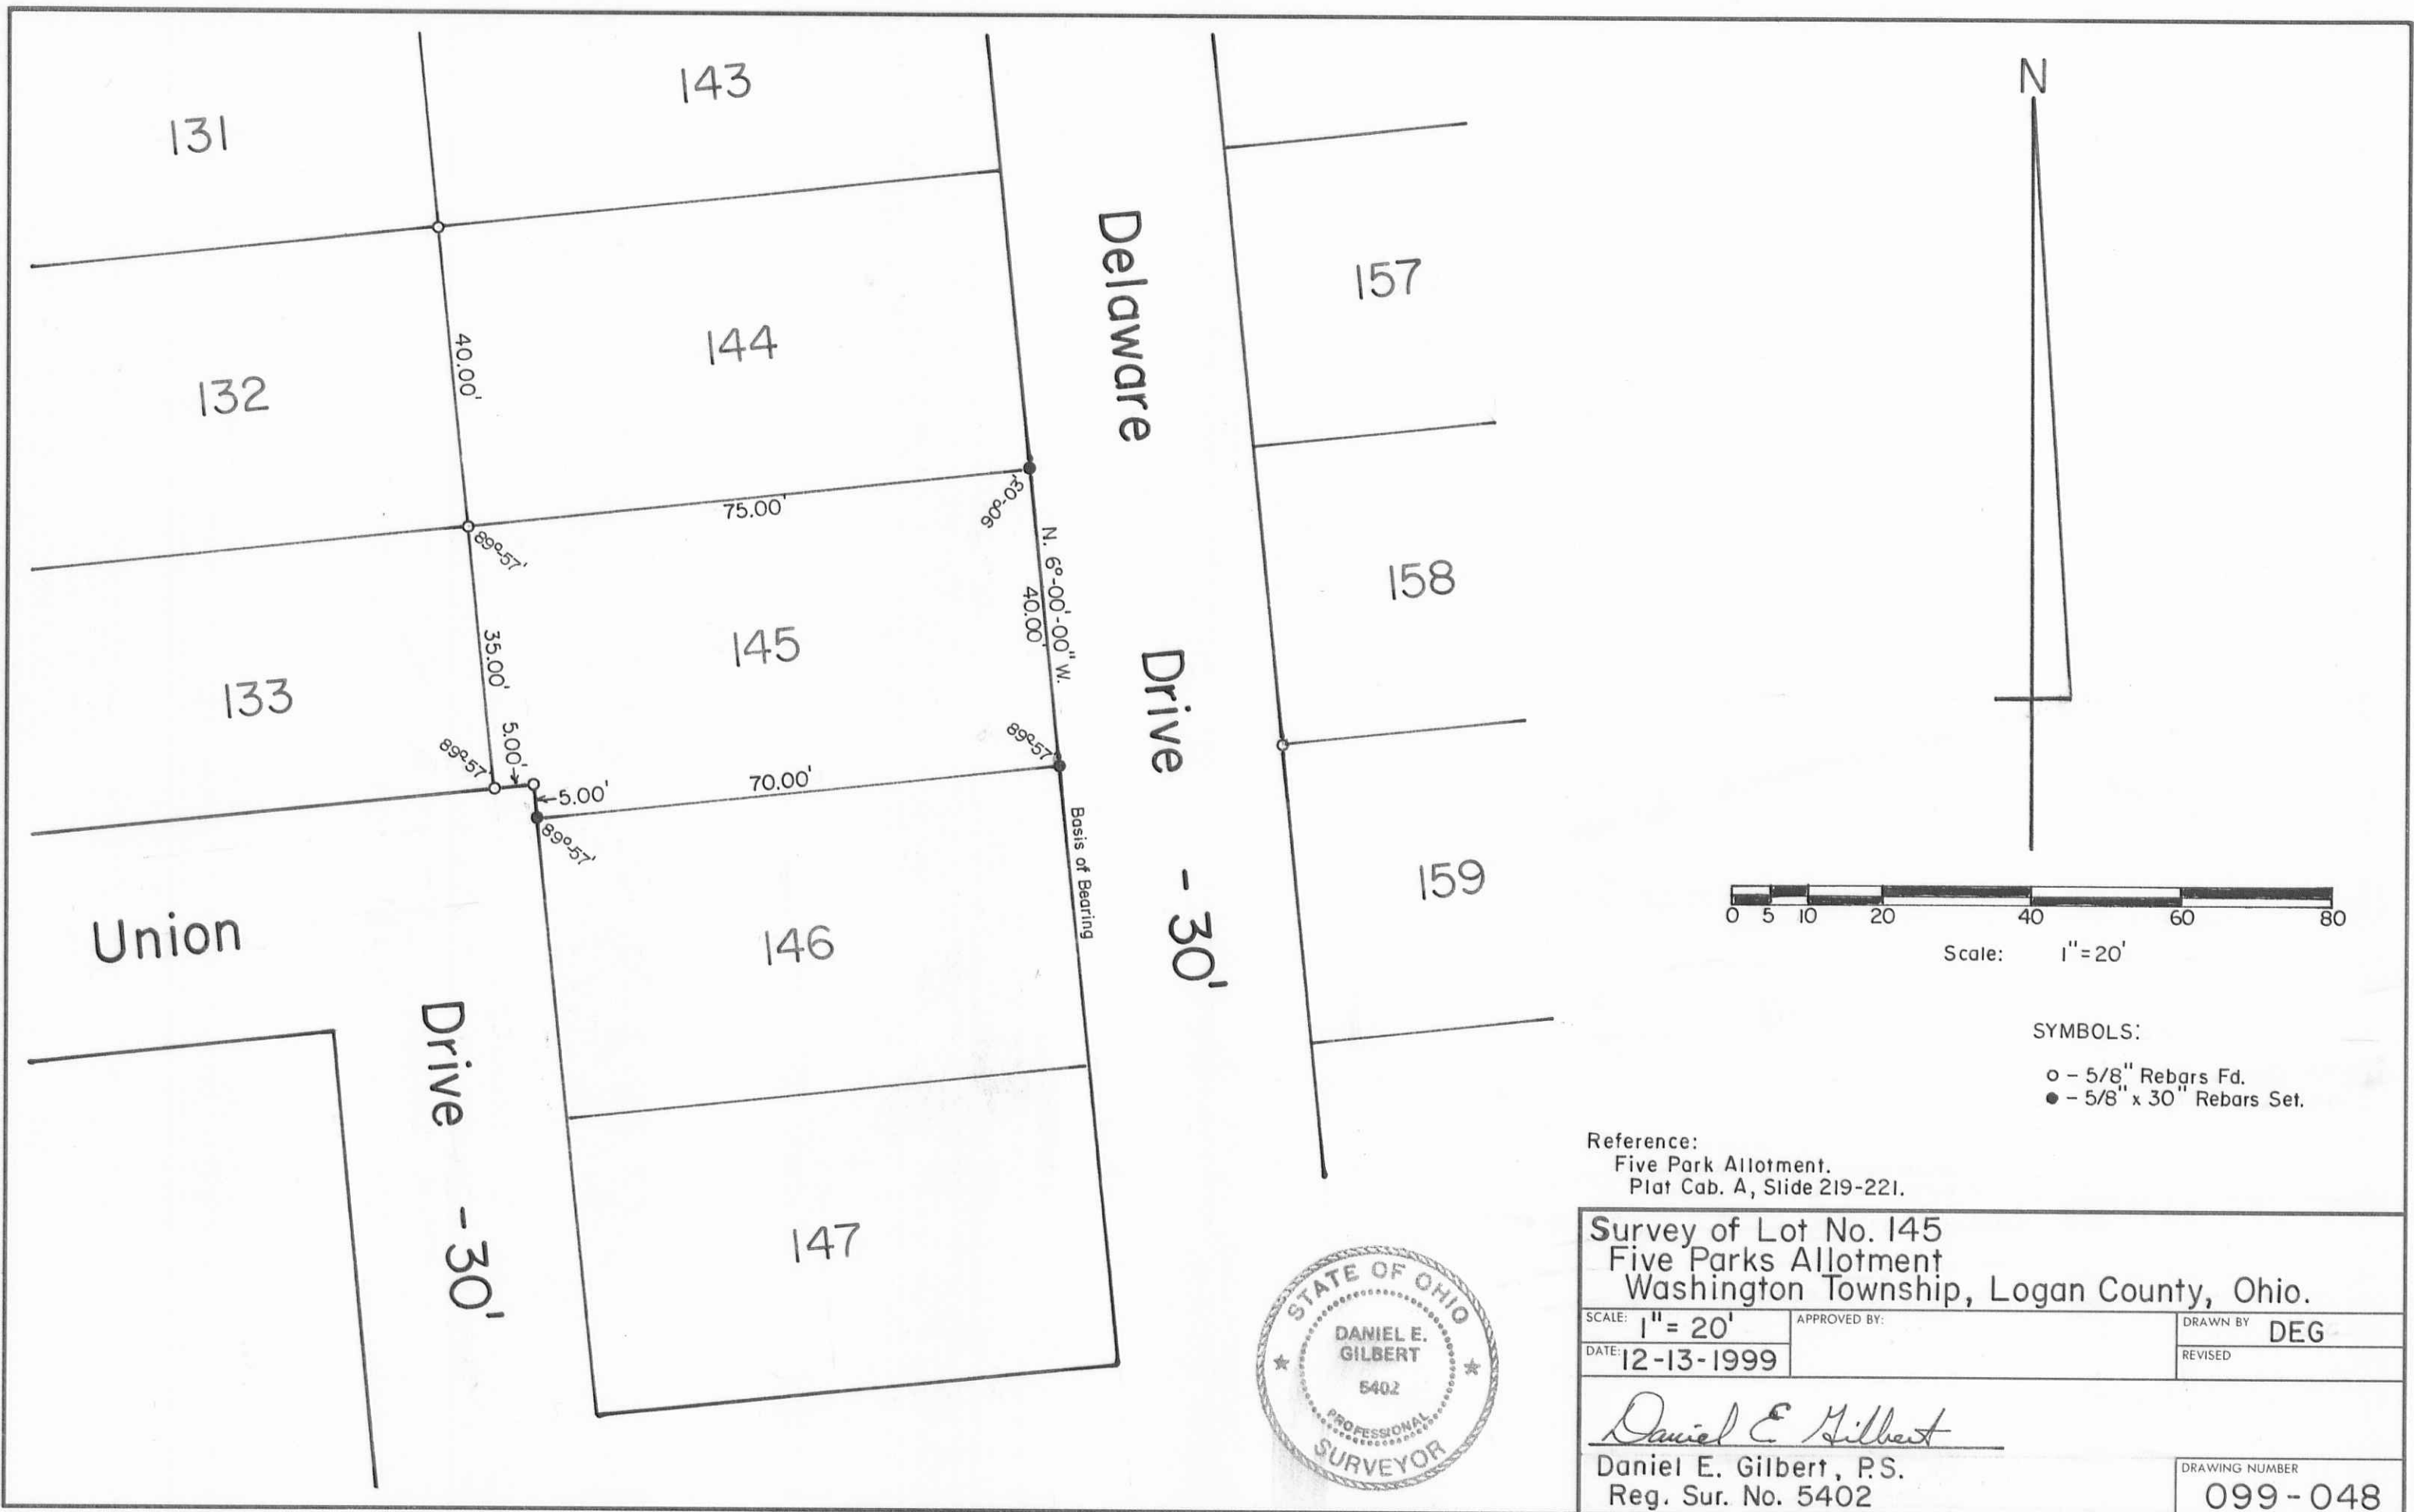 131
143
N
132
40.00'
144
Delaware
157
75.00'
90°-03'
89°-57'
N. 6°-00'-00" W.
40.00'
158
133
35.00'
145
Drive
89°-57'
5.00'
89°-57'
5.00'
70.00'
89°-57'
Basis of Bearing
159
- 30'
Union
146
Drive
- 30'
147
0 5 10 20 40 60 80
Scale: 1"=20'
SYMBOLS:
○ - 5/8" Rebars Fd.
● - 5/8" x 30" Rebars Set.
Reference:
Five Park Allotment.
Plat Cab. A, Slide 219-221.
STATE OF OHIO
DANIEL E.
GILBERT
5402
PROFESSIONAL
SURVEYOR
Survey of Lot No. 145
Five Parks Allotment
Washington Township, Logan County, Ohio.
SCALE: 1"= 20'
APPROVED BY:
DRAWN BY DEG
DATE: 12-13-1999
REVISED
Daniel E. Gilbert
Daniel E. Gilbert, P.S.
Reg. Sur. No. 5402
DRAWING NUMBER
099-048